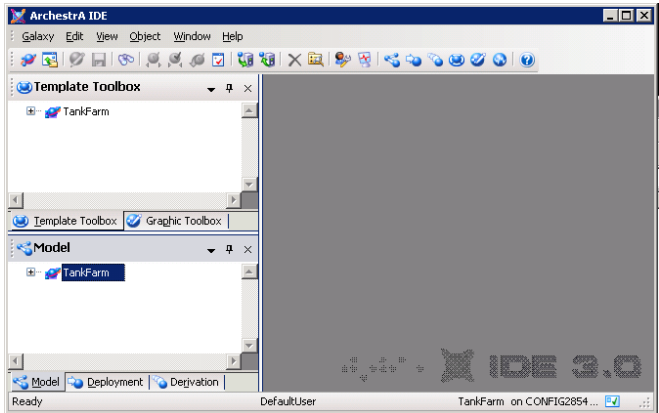 ArchestrA IDE
Galaxy Edit View Object Window Help
Template Toolbox
TankFarm
Template Toolbox Graphic Toolbox
Model
TankFarm
IDE 3.0
Model Deployment Derivation
Ready DefaultUser TankFarm on CONFIG2854...